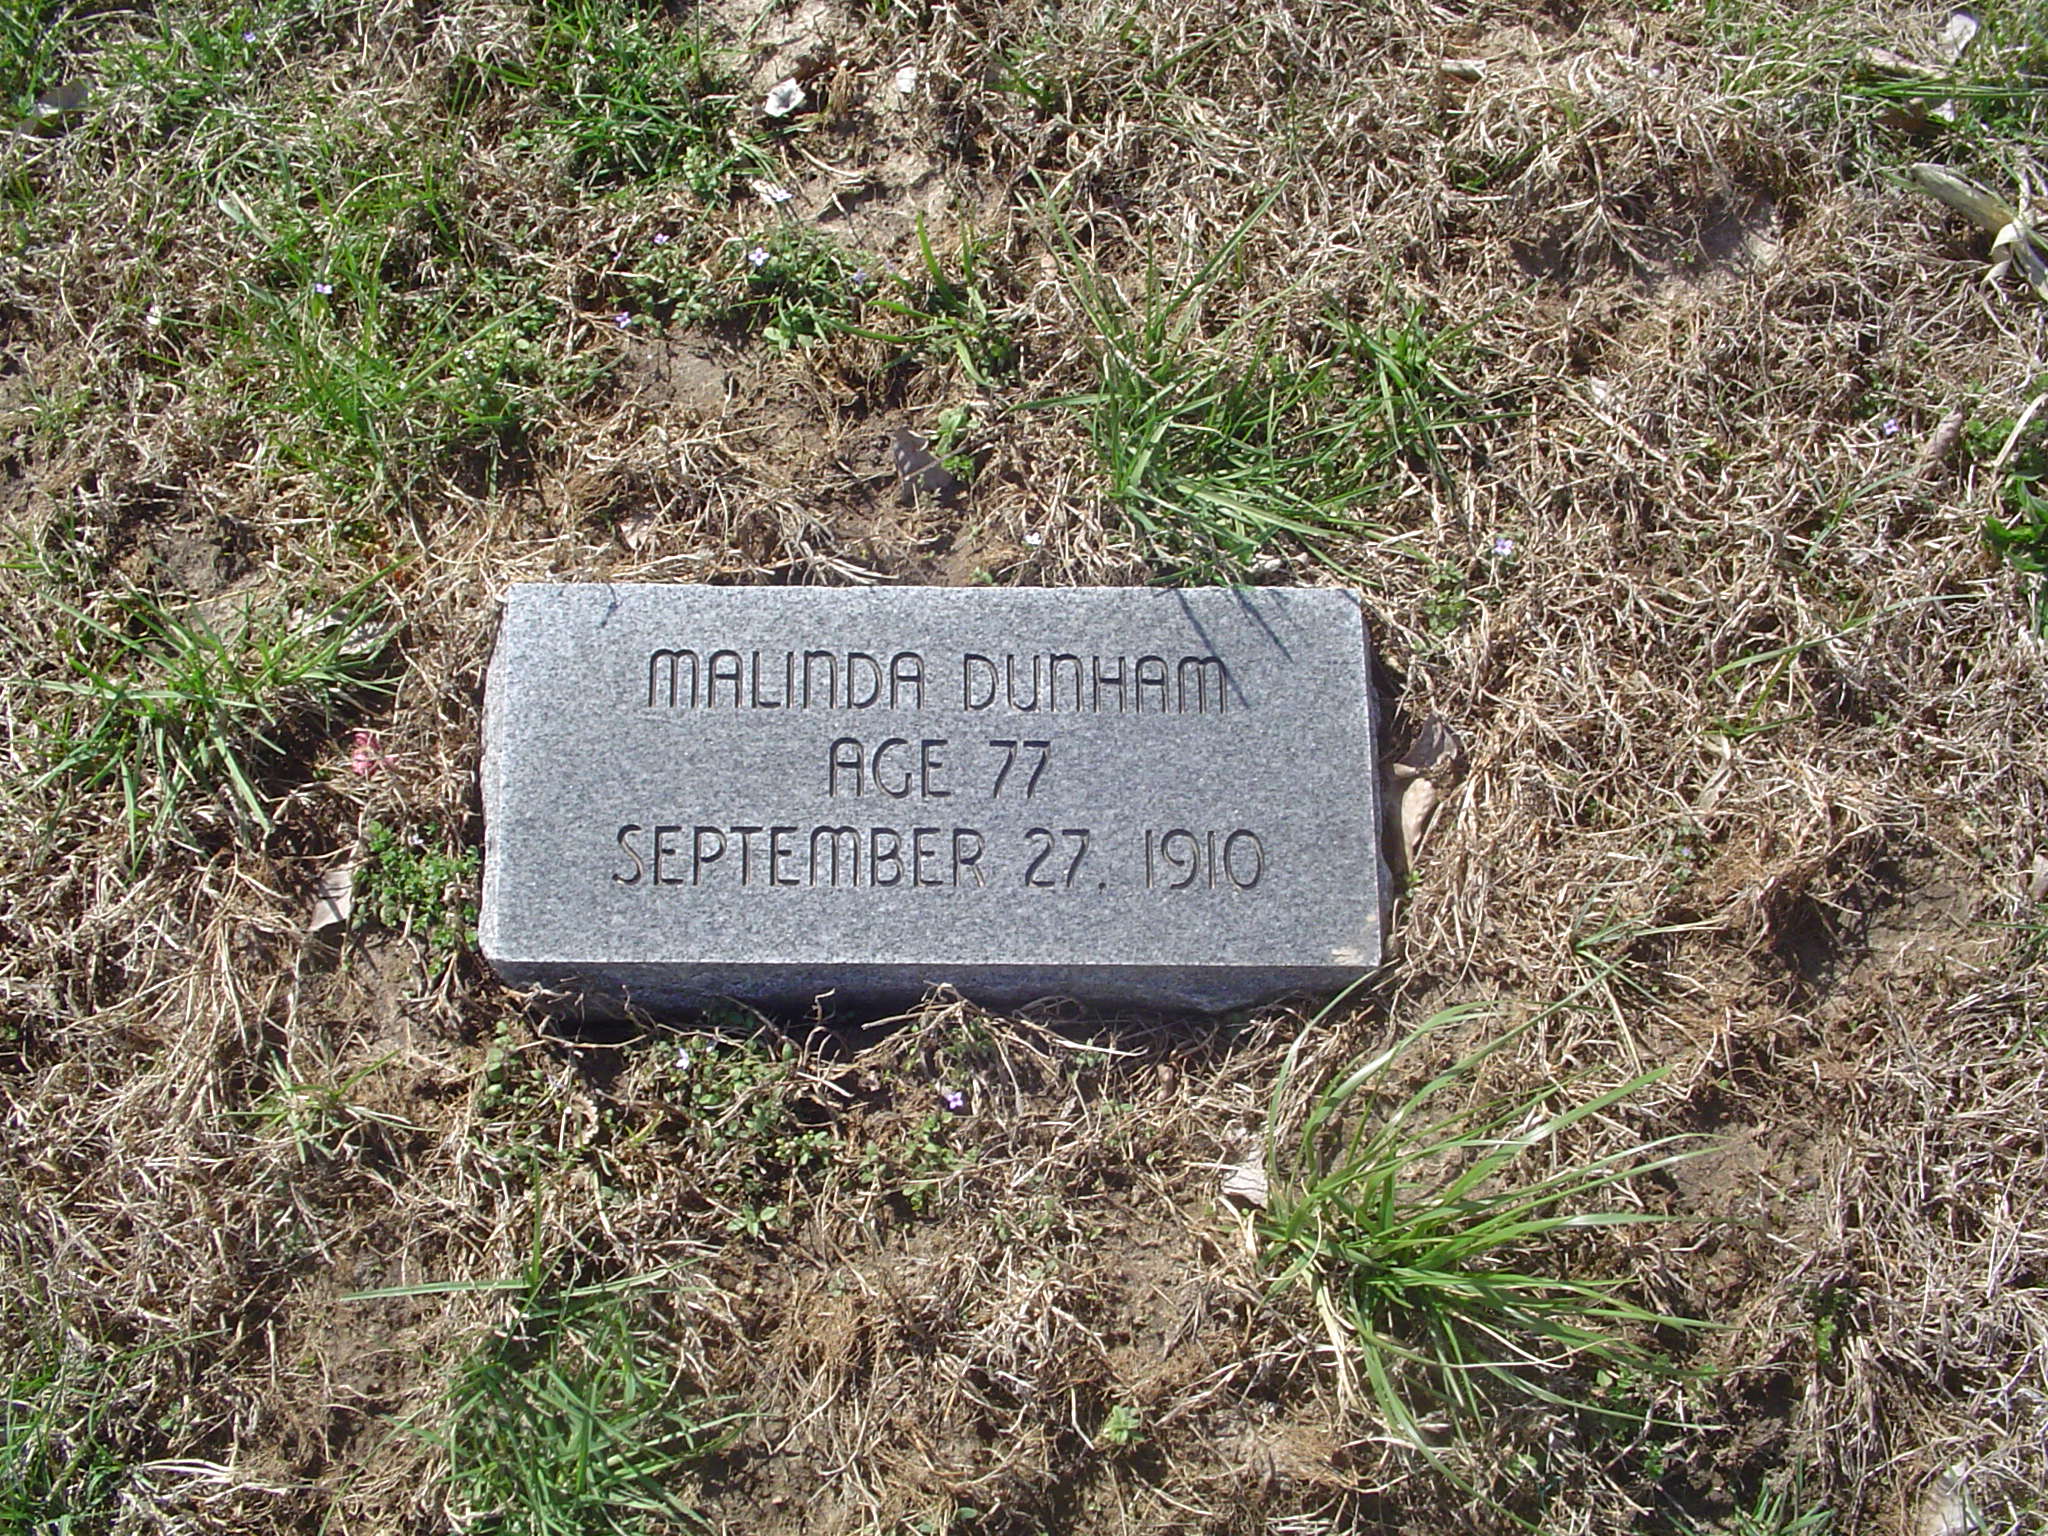 MALINDA DUNHAM
AGE 77
SEPTEMBER 27, 1910